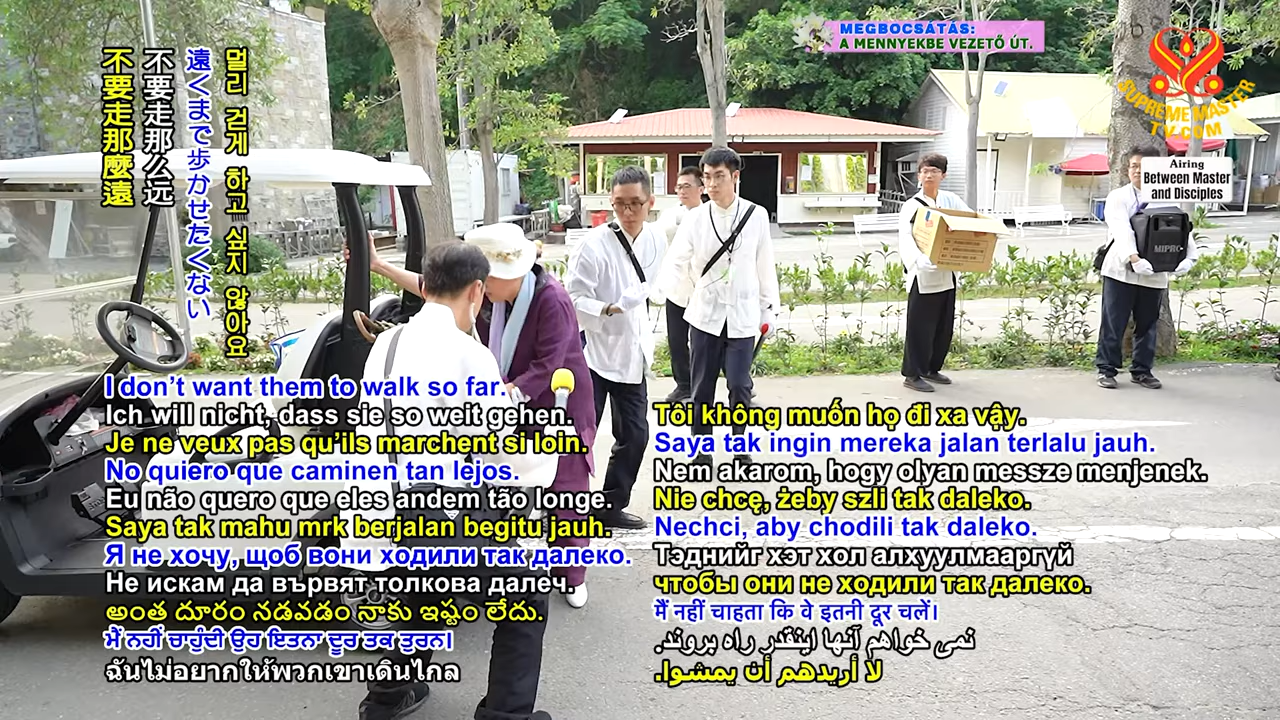 MEGBOCSÁTÁS:
A MENNYEKBE VEZETŐ ÚT.
SUPREME MASTER
TV.COM
Airing
Between Master
and Disciples
MIPRO
不要走那麼遠
不要走那么远
遠くまで歩かせたくない
멀리 걷게 하고 싶지 않아요
I don't want them to walk so far.
Ich will nicht, dass sie so weit gehen.
Je ne veux pas qu'ils marchent si loin.
No quiero que caminen tan lejos.
Eu não quero que eles andem tão longe.
Saya tak mahu mrk berjalan begitu jauh.
Я не хочу, щоб вони ходили так далеко.
Не искам да вървят толкова далеч.
అంత దూరం నడవడం నాకు ఇష్టం లేదు.
ਮੈਂ ਨਹੀਂ ਚਾਹੁੰਦੀ ਉਹ ਇਤਨਾ ਦੂਰ ਤਕ ਤੁਰਨ।
ฉันไม่อยากให้พวกเขาเดินไกล
Tôi không muốn họ đi xa vậy.
Saya tak ingin mereka jalan terlalu jauh.
Nem akarom, hogy olyan messze menjenek.
Nie chcę, żeby szli tak daleko.
Nechci, aby chodili tak daleko.
Тэднийг хэт хол алхуулмааргүй
чтобы они не ходили так далеко.
मैं नहीं चाहता कि वे इतनी दूर चलें।
نمی خواهم آنها اینقدر راه بروند.
لا أريدهم أن يمشوا.